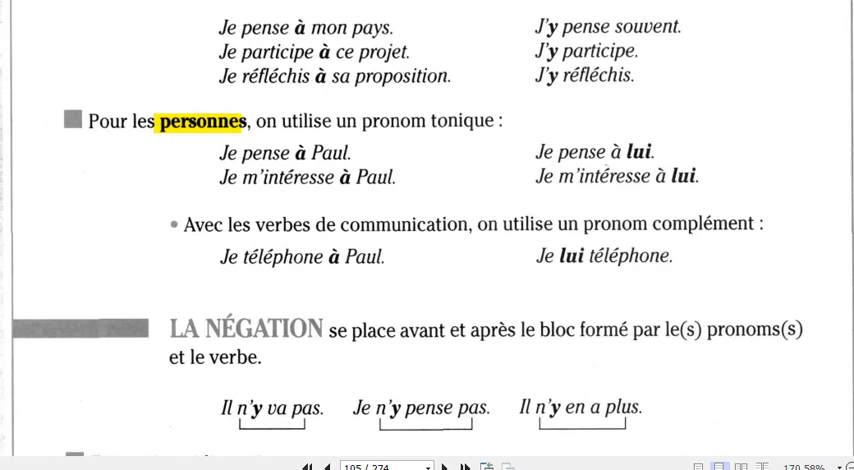 Je pense à mon pays. J'y pense souvent.
Je participe à ce projet. J'y participe.
Je réfléchis à sa proposition. J'y réfléchis.
Pour les personnes, on utilise un pronom tonique :
Je pense à Paul. Je pense à lui.
Je m'intéresse à Paul. Je m'intéresse à lui.
• Avec les verbes de communication, on utilise un pronom complément :
Je téléphone à Paul. Je lui téléphone.
LA NÉGATION se place avant et après le bloc formé par le(s) pronoms(s)
et le verbe.
Il n'y va pas. Je n'y pense pas. Il n'y en a plus.
105 / 274 170,58%